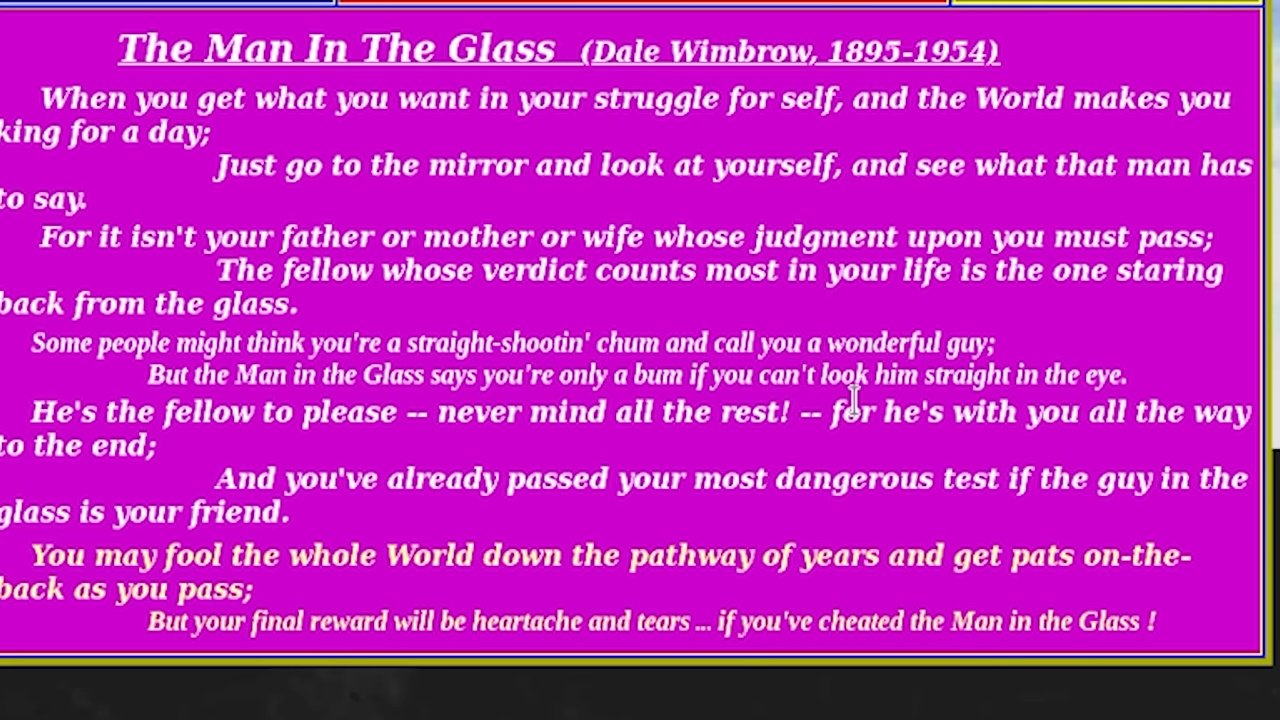 The Man In The Glass (Dale Wimbrow, 1895-1954)
When you get what you want in your struggle for self, and the World makes you
king for a day;
Just go to the mirror and look at yourself, and see what that man has
to say.
For it isn't your father or mother or wife whose judgment upon you must pass;
The fellow whose verdict counts most in your life is the one staring
back from the glass.
Some people might think you're a straight-shootin' chum and call you a wonderful guy;
But the Man in the Glass says you're only a bum if you can't look him straight in the eye.
He's the fellow to please -- never mind all the rest! -- for he's with you all the way
to the end;
And you've already passed your most dangerous test if the guy in the
glass is your friend.
You may fool the whole World down the pathway of years and get pats on-the-
back as you pass;
But your final reward will be heartache and tears ... if you've cheated the Man in the Glass !